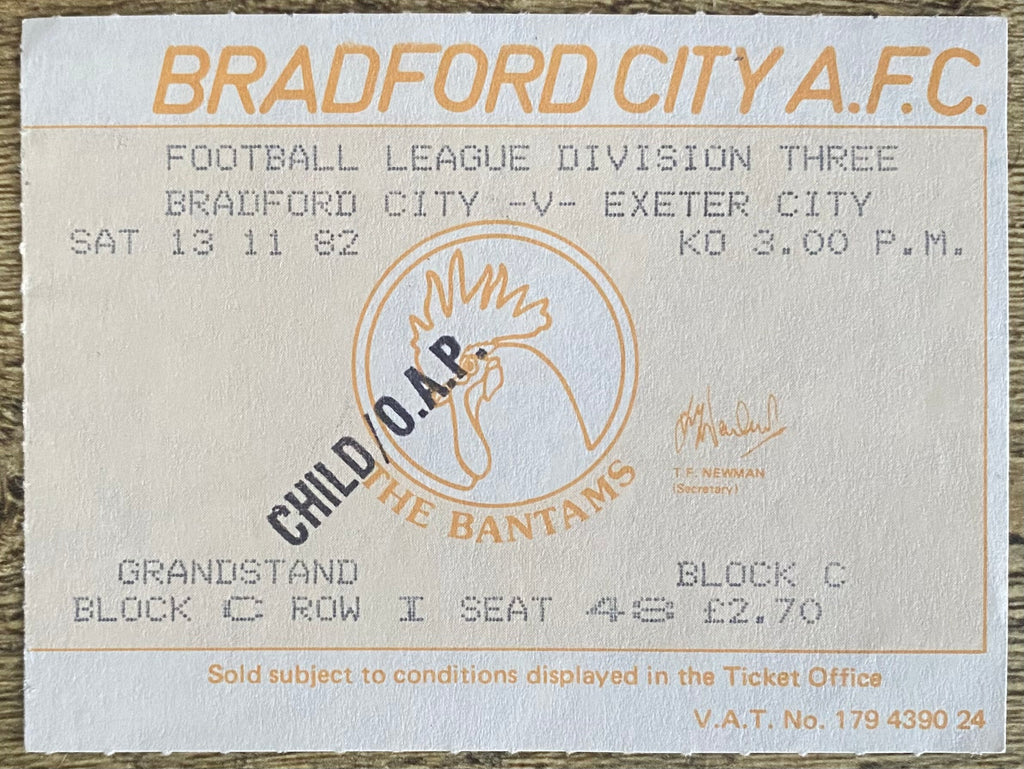 BRADFORD CITY A.F.C.
FOOTBALL LEAGUE DIVISION THREE
BRADFORD CITY -V- EXETER CITY
SAT 13 11 82 KO 3.00 P.M.
CHILD/O.A.P.
T.F. NEWMAN
(Secretary)
THE BANTAMS
GRANDSTAND BLOCK C
BLOCK C ROW I SEAT 48 £2.70
Sold subject to conditions displayed in the Ticket Office
V.A.T. No. 179 4390 24